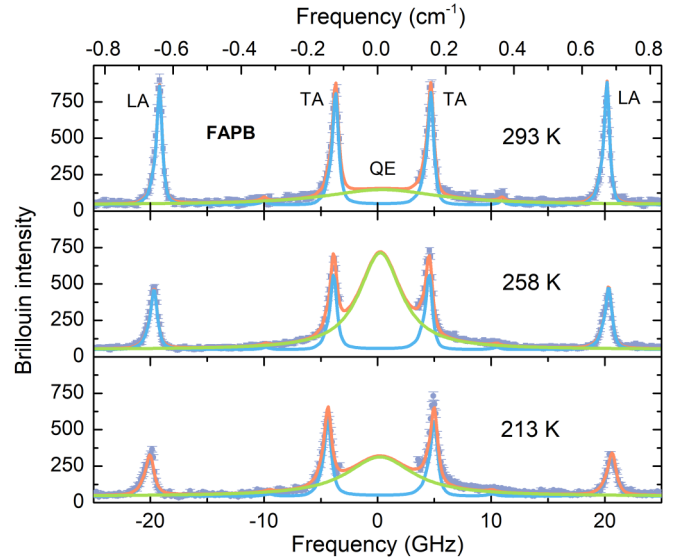 Frequency (cm⁻¹)
-0.8 -0.6 -0.4 -0.2 0.0 0.2 0.4 0.6 0.8
750
500
250
0
LA
FAPB
TA
QE
TA
LA
293 K
750
500
250
0
258 K
750
500
250
0
213 K
Brillouin intensity
-20 -10 0 10 20
Frequency (GHz)